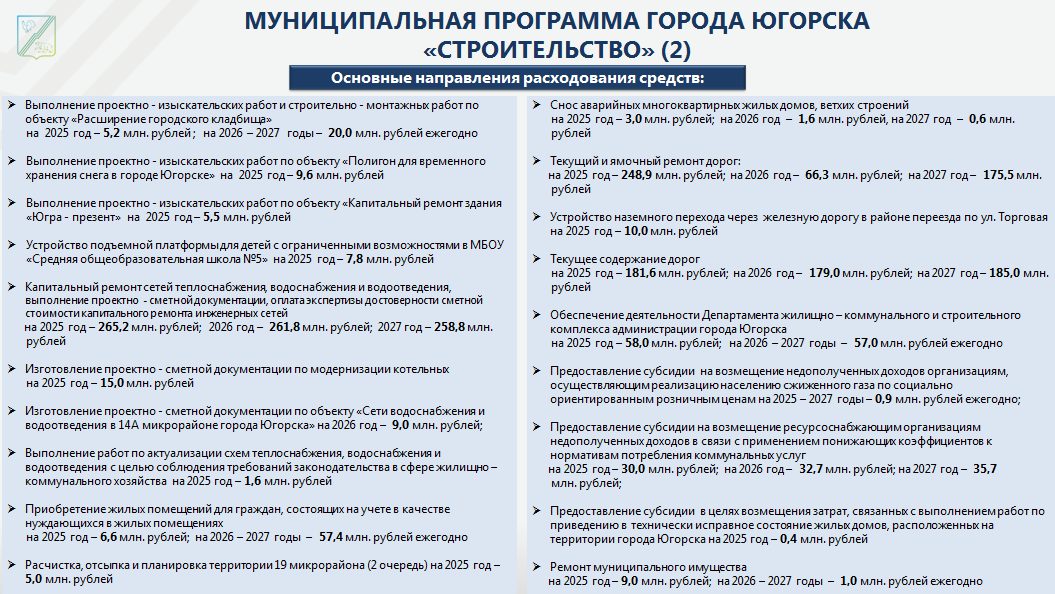 МУНИЦИПАЛЬНАЯ ПРОГРАММА ГОРОДА ЮГОРСКА
«СТРОИТЕЛЬСТВО» (2)
Основные направления расходования средств:
Выполнение проектно - изыскательских работ и строительно - монтажных работ по
объекту «Расширение городского кладбища»
на 2025 год – 5,2 млн. рублей; на 2026 – 2027 годы – 20,0 млн. рублей ежегодно
Выполнение проектно - изыскательских работ по объекту «Полигон для временного
хранения снега в городе Югорске» на 2025 год – 9,6 млн. рублей
Выполнение проектно - изыскательских работ по объекту «Капитальный ремонт здания
«Югра - презент» на 2025 год – 5,5 млн. рублей
Устройство подъемной платформы для детей с ограниченными возможностями в МБОУ
«Средняя общеобразовательная школа №5» на 2025 год – 7,8 млн. рублей
Капитальный ремонт сетей теплоснабжения, водоснабжения и водоотведения,
выполнение проектно - сметной документации, оплата экспертизы достоверности сметной
стоимости капитального ремонта инженерных сетей
на 2025 год – 265,2 млн. рублей; 2026 год – 261,8 млн. рублей; 2027 год – 258,8 млн.
рублей
Изготовление проектно - сметной документации по модернизации котельных
на 2025 год – 15,0 млн. рублей
Изготовление проектно - сметной документации по объекту «Сети водоснабжения и
водоотведения в 14А микрорайоне города Югорска» на 2026 год – 9,0 млн. рублей;
Выполнение работ по актуализации схем теплоснабжения, водоснабжения и
водоотведения с целью соблюдения требований законодательства в сфере жилищно –
коммунального хозяйства на 2025 год – 1,6 млн. рублей
Приобретение жилых помещений для граждан, состоящих на учете в качестве
нуждающихся в жилых помещениях
на 2025 год – 6,6 млн. рублей; на 2026 – 2027 годы – 57,4 млн. рублей ежегодно
Расчистка, отсыпка и планировка территории 19 микрорайона (2 очередь) на 2025 год –
5,0 млн. рублей
Снос аварийных многоквартирных жилых домов, ветхих строений
на 2025 год – 3,0 млн. рублей; на 2026 год – 1,6 млн. рублей, на 2027 год – 0,6 млн.
рублей
Текущий и ямочный ремонт дорог:
на 2025 год – 248,9 млн. рублей; на 2026 год – 66,3 млн. рублей; на 2027 год – 175,5 млн.
рублей
Устройство наземного перехода через железную дорогу в районе переезда по ул. Торговая
на 2025 год – 10,0 млн. рублей
Текущее содержание дорог
на 2025 год – 181,6 млн. рублей; на 2026 год – 179,0 млн. рублей; на 2027 год – 185,0 млн.
рублей
Обеспечение деятельности Департамента жилищно – коммунального и строительного
комплекса администрации города Югорска
на 2025 год – 58,0 млн. рублей; на 2026 – 2027 годы – 57,0 млн. рублей ежегодно
Предоставление субсидии на возмещение недополученных доходов организациям,
осуществляющим реализацию населению сжиженного газа по социально
ориентированным розничным ценам на 2025 – 2027 годы – 0,9 млн. рублей ежегодно;
Предоставление субсидии на возмещение ресурсоснабжающим организациям
недополученных доходов в связи с применением понижающих коэффициентов к
нормативам потребления коммунальных услуг
на 2025 год – 30,0 млн. рублей; на 2026 год – 32,7 млн. рублей; на 2027 год – 35,7
млн. рублей;
Предоставление субсидии в целях возмещения затрат, связанных с выполнением работ по
приведению в технически исправное состояние жилых домов, расположенных на
территории города Югорска на 2025 год – 0,4 млн. рублей
Ремонт муниципального имущества
на 2025 год – 9,0 млн. рублей; на 2026 – 2027 годы – 1,0 млн. рублей ежегодно